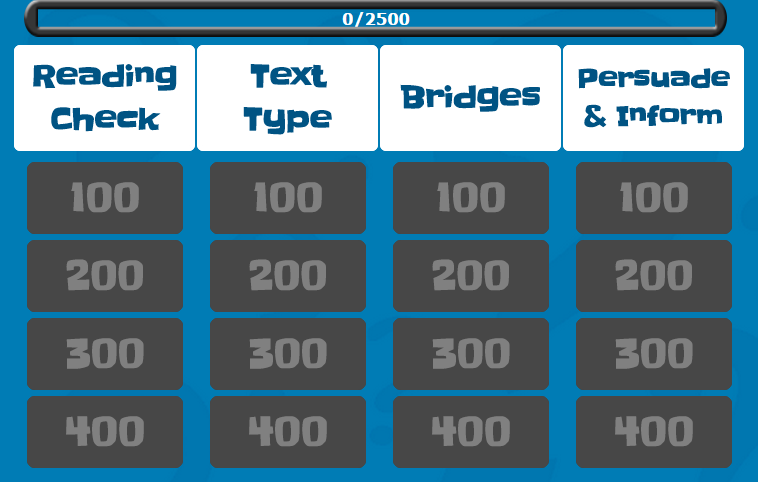 0/2500
Reading
Check
Text
Type
Bridges
Persuade
& Inform
100 100 100 100
200 200 200 200
300 300 300 300
400 400 400 400